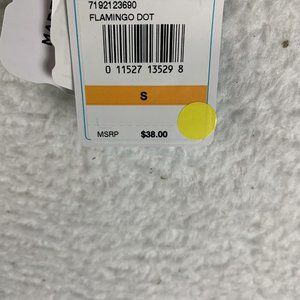 7192123690
FLAMINGO DOT
0 11527 13529 8
S
MSRP $38.00